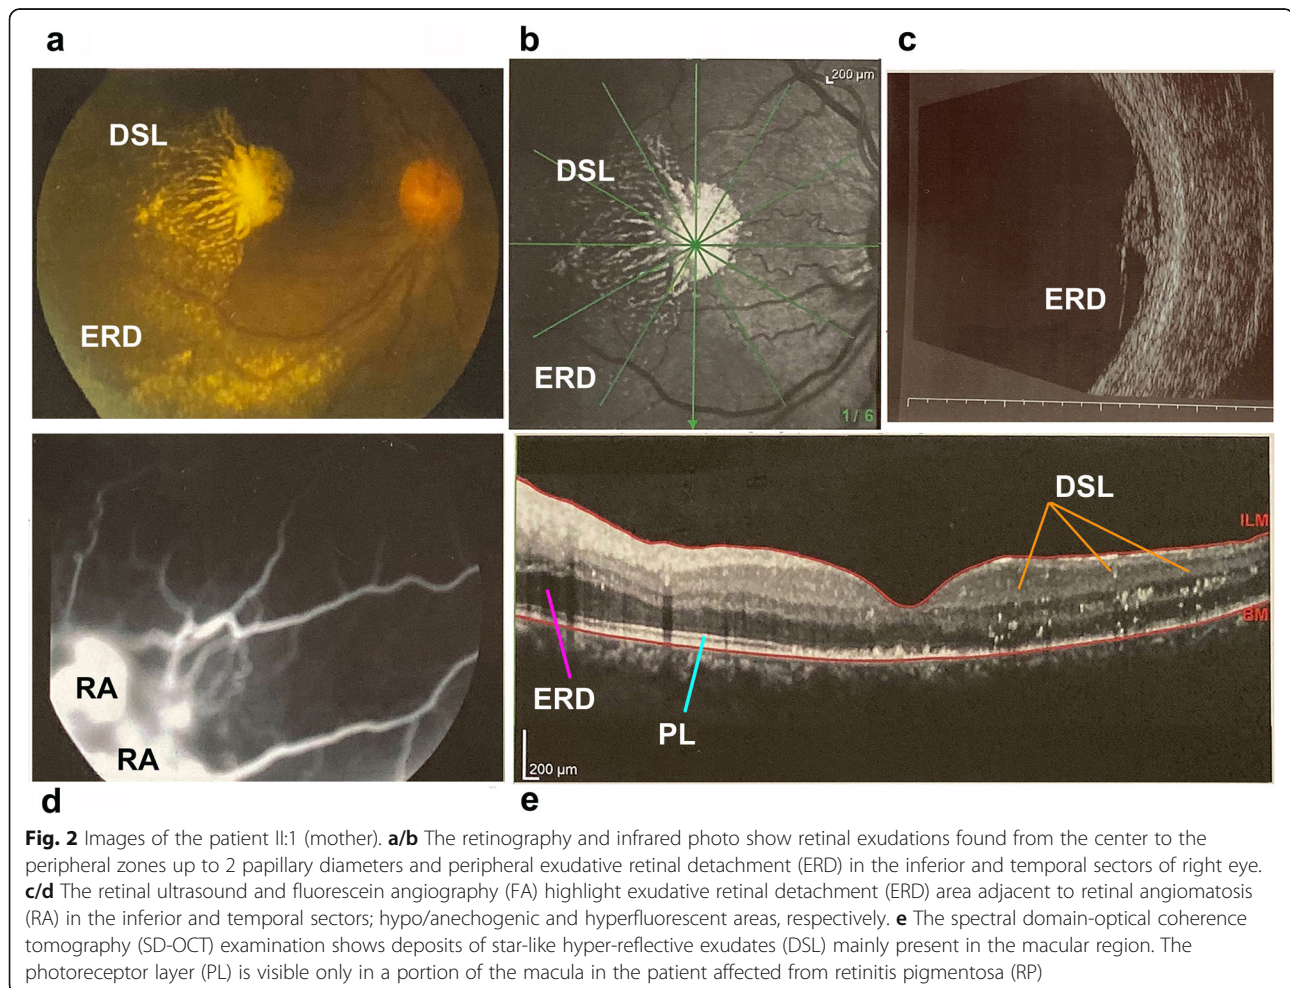 a
b
c
DSL
ERD
200 µm
DSL
ERD
1 / 6
ERD
RA
RA
DSL
ILM
BM
ERD
PL
200 µm
d
e
Fig. 2 Images of the patient II:1 (mother). a/b The retinography and infrared photo show retinal exudations found from the center to the
peripheral zones up to 2 papillary diameters and peripheral exudative retinal detachment (ERD) in the inferior and temporal sectors of right eye.
c/d The retinal ultrasound and fluorescein angiography (FA) highlight exudative retinal detachment (ERD) area adjacent to retinal angiomatosis
(RA) in the inferior and temporal sectors; hypo/anechogenic and hyperfluorescent areas, respectively. e The spectral domain-optical coherence
tomography (SD-OCT) examination shows deposits of star-like hyper-reflective exudates (DSL) mainly present in the macular region. The
photoreceptor layer (PL) is visible only in a portion of the macula in the patient affected from retinitis pigmentosa (RP)